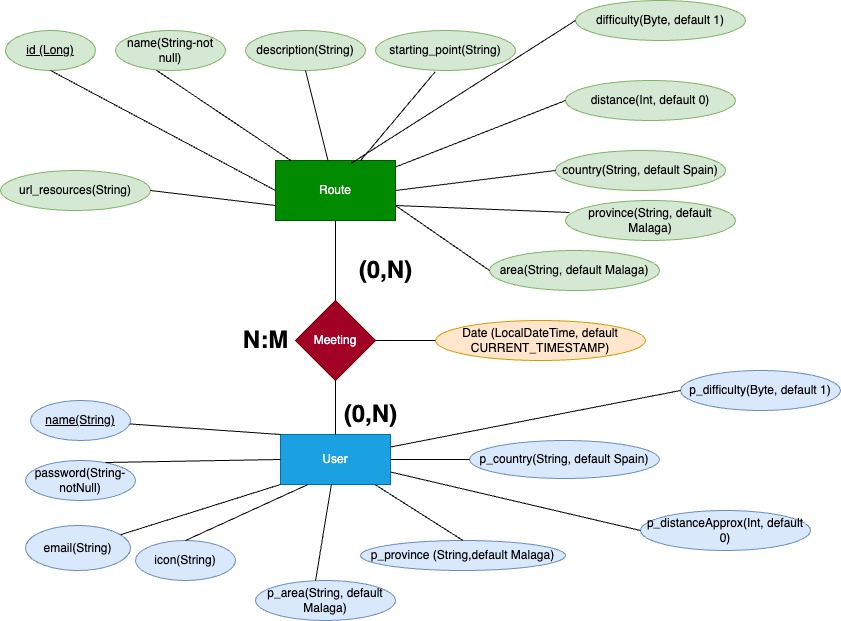 difficulty(Byte, default 1)
id (Long)
name(String-not
null)
description(String)
starting_point(String)
distance(Int, default 0)
country(String, default Spain)
url_resources(String)
Route
province(String, default
Malaga)
area(String, default Malaga)
(0,N)
N:M
Meeting
Date (LocalDateTime, default
CURRENT_TIMESTAMP)
(0,N)
p_difficulty(Byte, default 1)
name(String)
User
p_country(String, default Spain)
password(String-
notNull)
p_distanceApprox(Int, default
0)
email(String)
icon(String)
p_province (String,default Malaga)
p_area(String, default
Malaga)